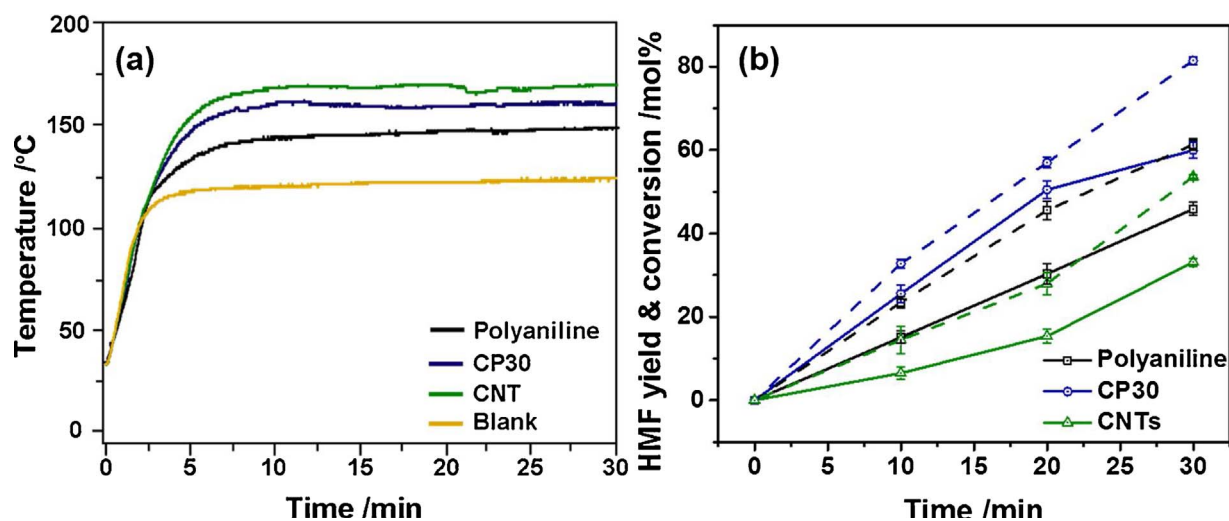 (a)
Temperature /°C
200
150
100
50
0
Polyaniline
CP30
CNT
Blank
0 5 10 15 20 25 30
Time /min
(b)
HMF yield & conversion /mol%
80
60
40
20
0
Polyaniline
CP30
CNTs
0 5 10 15 20 25 30
Time /min